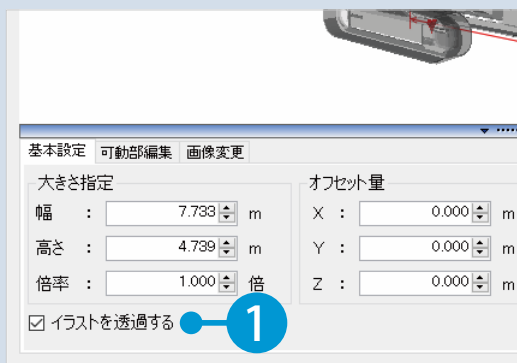 基本設定 可動部編集 画像変更
大きさ指定 オフセット量
幅 : 7.733 m X : 0.000 m
高さ : 4.739 m Y : 0.000 m
倍率 : 1.000 倍 Z : 0.000 m
イラストを透過する 1